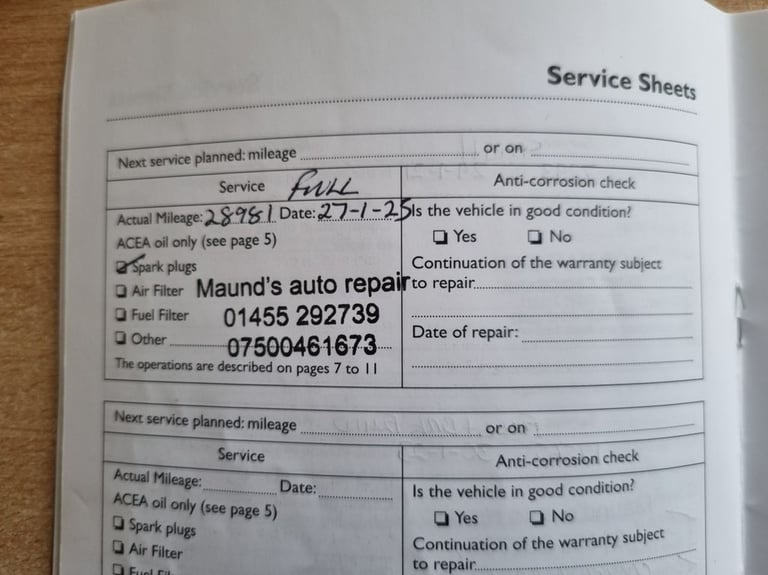 Service Sheets
Next service planned: mileage or on
Service FULL
Anti-corrosion check
Actual Mileage: 28981 Date: 27-1-25
Is the vehicle in good condition?
ACEA oil only (see page 5)
❏ Yes ❏ No
☑ Spark plugs
Continuation of the warranty subject
❏ Air Filter Maund's auto repair
to repair
❏ Fuel Filter 01455 292739
❏ Other 07500461673
Date of repair:
The operations are described on pages 7 to 11
Next service planned: mileage or on
Service
Anti-corrosion check
Actual Mileage: Date:
Is the vehicle in good condition?
ACEA oil only (see page 5)
❏ Yes ❏ No
❏ Spark plugs
Continuation of the warranty subject
❏ Air Filter
to repair
❏ Fuel